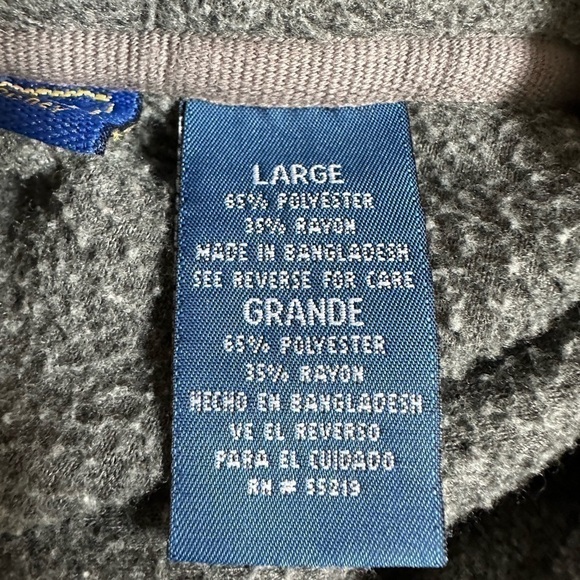 LARGE
65% POLYESTER
35% RAYON
MADE IN BANGLADESH
SEE REVERSE FOR CARE
GRANDE
65% POLYESTER
35% RAYON
HECHO EN BANGLADESH
VE EL REVERSO
PARA EL CUIDADO
RN # 55219